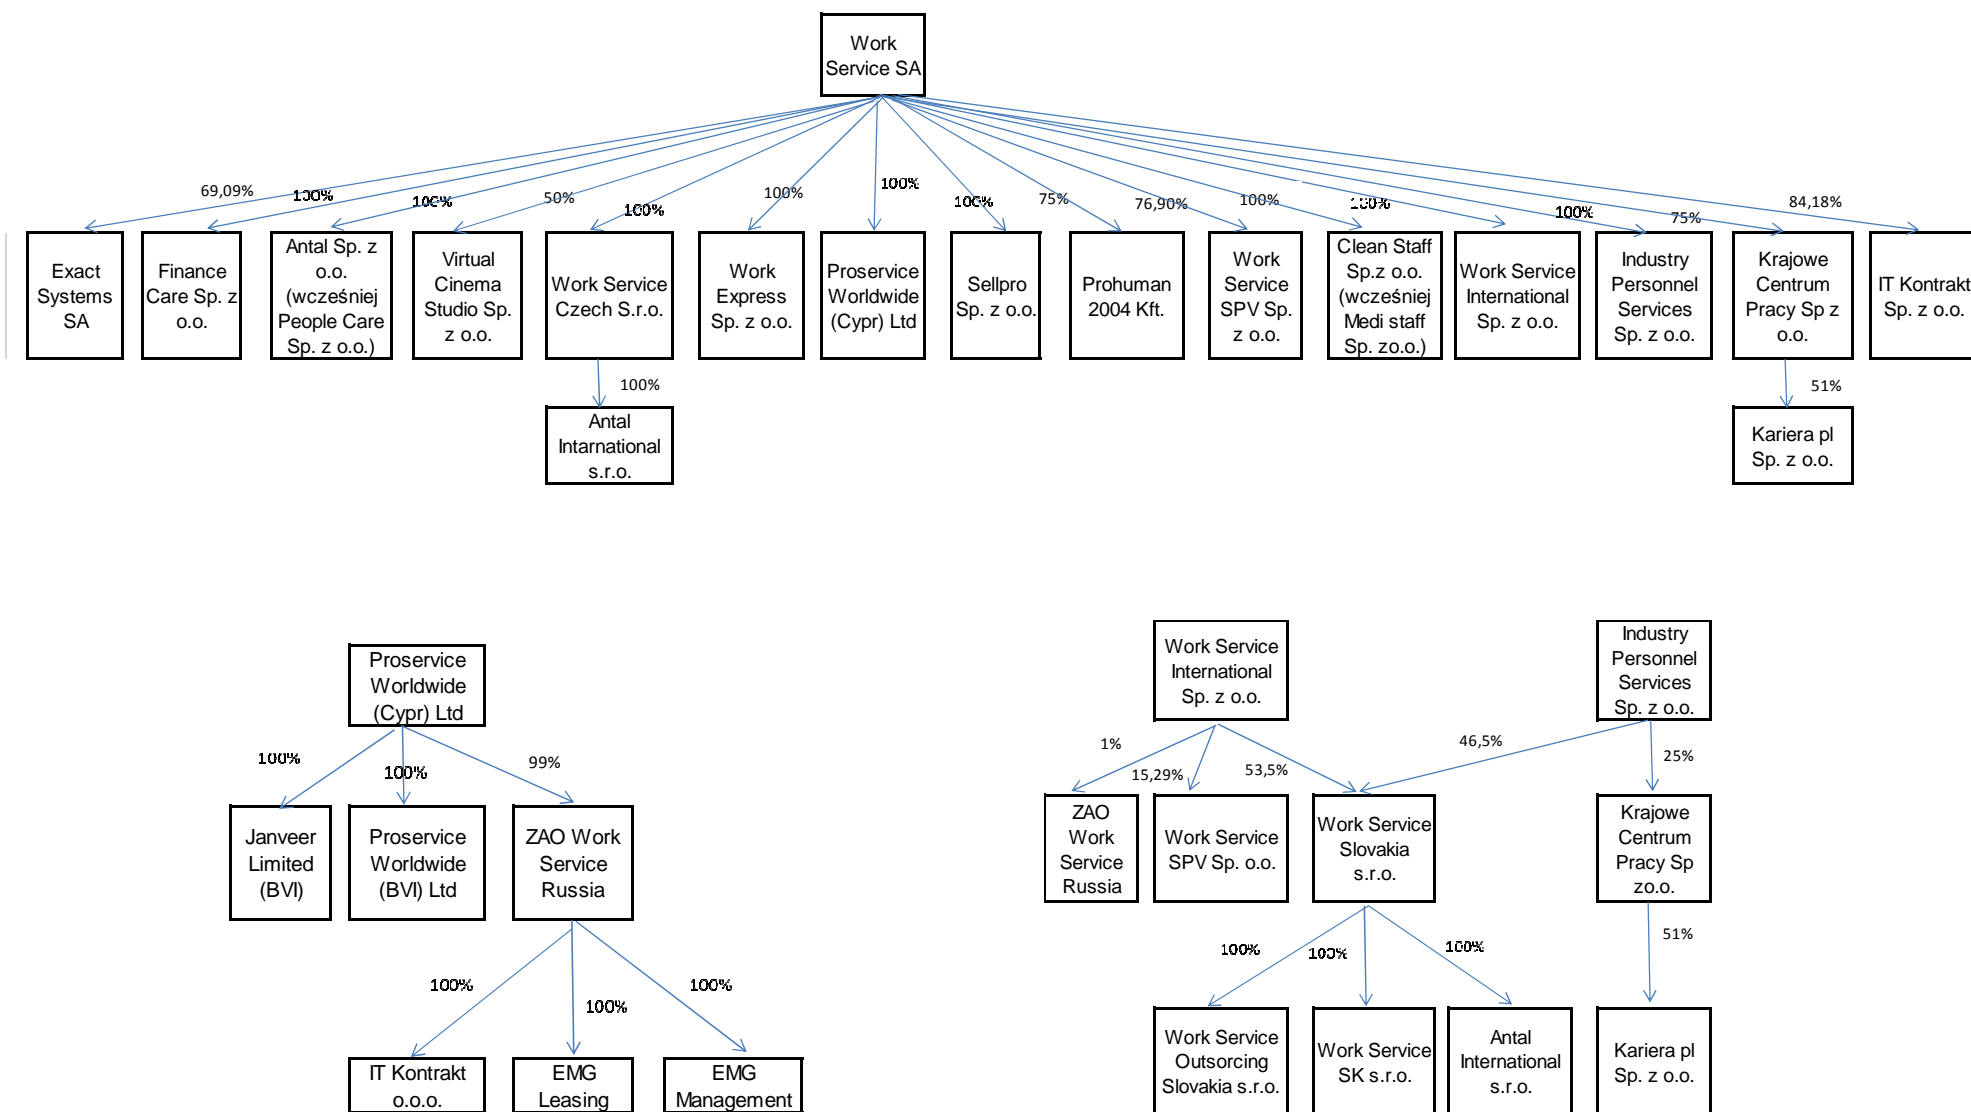 Work
Service SA
69,09%
100%
100%
50%
100%
100%
100%
100%
75%
76,90%
100%
100%
100%
75%
84,18%
Exact
Systems
SA
Finance
Care Sp. z
o.o.
Antal Sp. z
o.o.
(wcześniej
People Care
Sp. z o.o.)
Virtual
Cinema
Studio Sp.
z o.o.
Work Service
Czech S.r.o.
Work
Express
Sp. z o.o.
Proservice
Worldwide
(Cypr) Ltd
Sellpro
Sp. z o.o.
Prohuman
2004 Kft.
Work
Service
SPV Sp.
z o.o.
Clean Staff
Sp.z o.o.
(wcześniej
Medi staff
Sp. zo.o.)
Work Service
International
Sp. z o.o.
Industry
Personnel
Services
Sp. z o.o.
Krajowe
Centrum
Pracy Sp z
o.o.
IT Kontrakt
Sp. z o.o.
100%
51%
Antal
Intarnational
s.r.o.
Kariera pl
Sp. z o.o.
Proservice
Worldwide
(Cypr) Ltd
100%
100%
99%
Janveer
Limited
(BVI)
Proservice
Worldwide
(BVI) Ltd
ZAO Work
Service
Russia
100%
100%
100%
IT Kontrakt
o.o.o.
EMG
Leasing
EMG
Management
Work Service
International
Sp. z o.o.
Industry
Personnel
Services
Sp. z o.o.
1%
15,29%
53,5%
46,5%
25%
ZAO
Work
Service
Russia
Work Service
SPV Sp. o.o.
Work Service
Slovakia
s.r.o.
Krajowe
Centrum
Pracy Sp
zo.o.
100%
100%
100%
51%
Work Service
Outsorcing
Slovakia s.r.o.
Work Service
SK s.r.o.
Antal
International
s.r.o.
Kariera pl
Sp. z o.o.